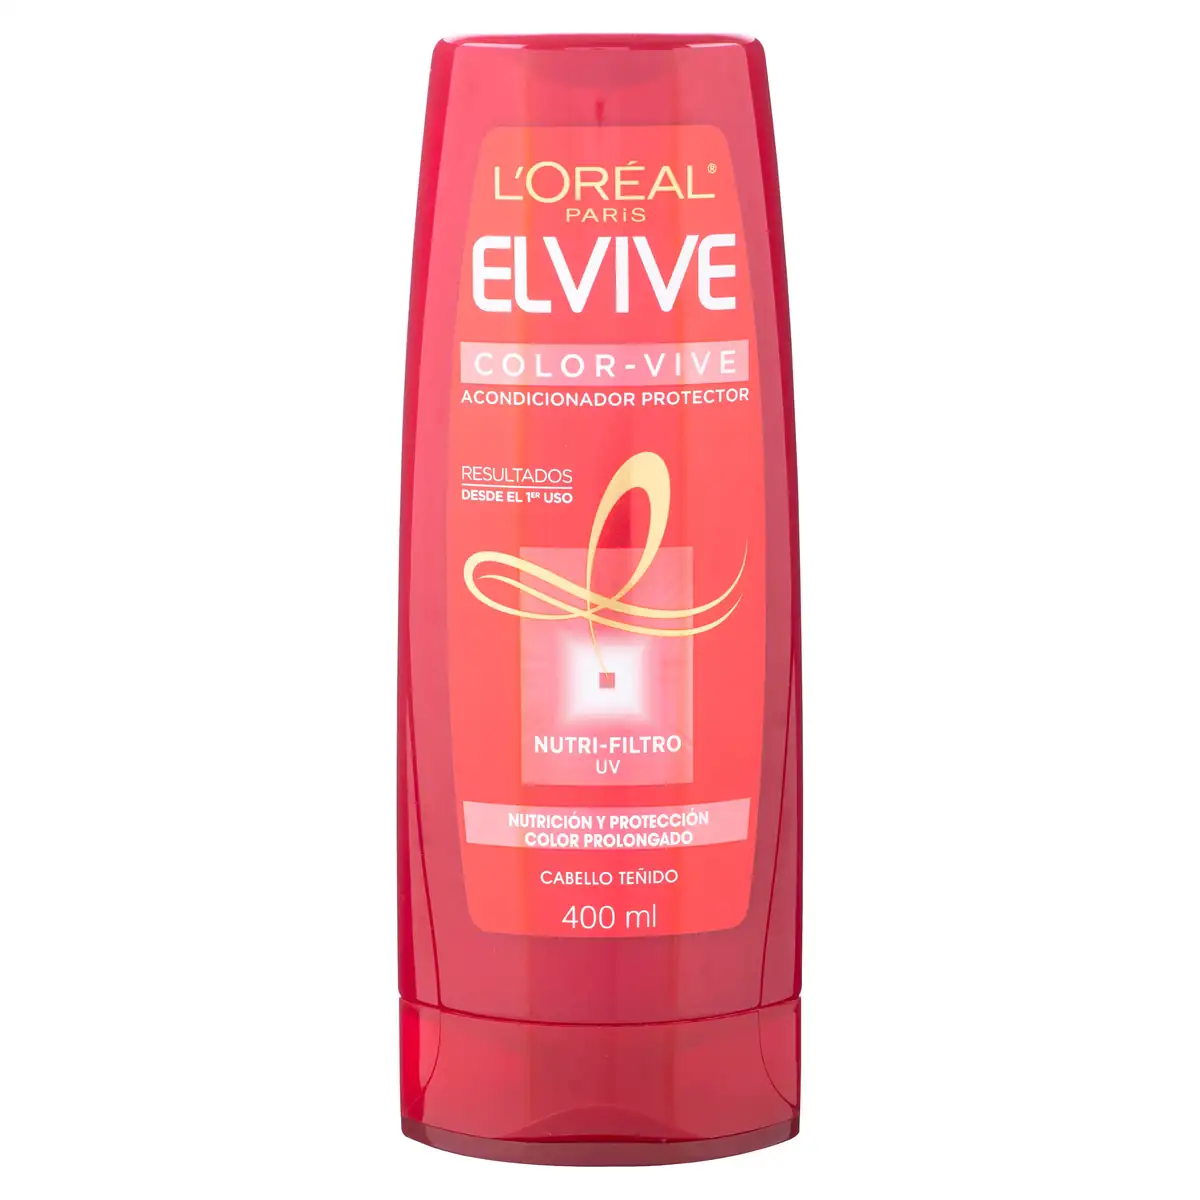 L'ORÉAL®
PARiS
ELVIVE
COLOR-VIVE
ACONDICIONADOR PROTECTOR
RESULTADOS
DESDE EL 1ER USO
NUTRI-FILTRO
UV
NUTRICIÓN Y PROTECCIÓN
COLOR PROLONGADO
CABELLO TEÑIDO
400 ml